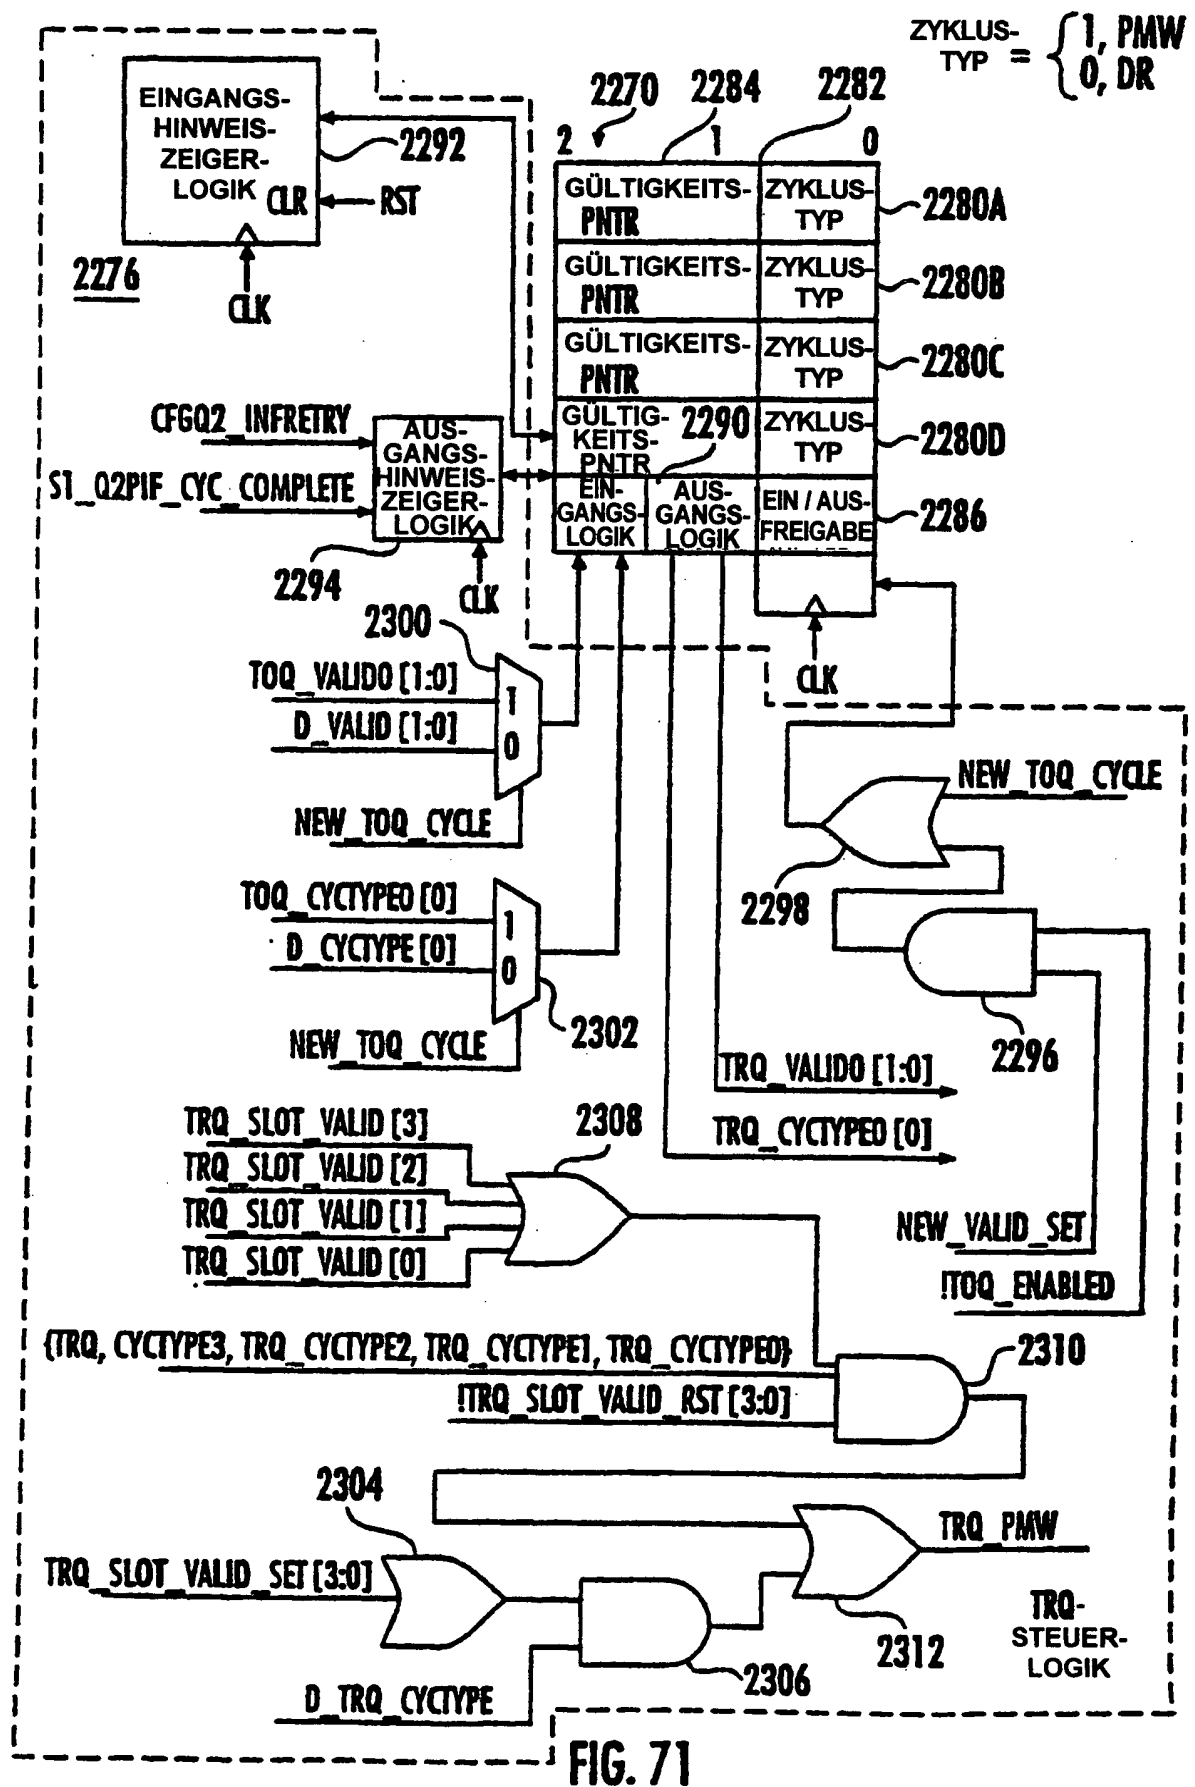 ZYKLUS-
TYP = { 1, PMW
0, DR
EINGANGS-
HINWEIS-
ZEIGER-
LOGIK
CLR
RST
2292
2276
CLK
2270
2284
2282
2
1
0
GÜLTIGKEITS-
PNTR
ZYKLUS-
TYP
2280A
GÜLTIGKEITS-
PNTR
ZYKLUS-
TYP
2280B
GÜLTIGKEITS-
PNTR
ZYKLUS-
TYP
2280C
GÜLTIG-
KEITS-
PNTR
2290
ZYKLUS-
TYP
2280D
EIN-
GANGS-
LOGIK
AUS-
GANGS-
LOGIK
EIN / AUS-
FREIGABE
2286
CLK
CFGQ2_INFRETRY
S1_Q2PIF_CYC_COMPLETE
AUS-
GANGS-
HINWEIS-
ZEIGER-
LOGIK
2294
CLK
2300
TOQ_VALID0 [1:0]
D_VALID [1:0]
1
0
NEW_TOQ_CYCLE
TOQ_CYCTYPE0 [0]
D_CYCTYPE [0]
1
0
2302
NEW_TOQ_CYCLE
NEW_TOQ_CYCLE
2298
2296
TRQ_VALID0 [1:0]
TRQ_CYCTYPE0 [0]
NEW_VALID_SET
!TOQ_ENABLED
TRQ_SLOT_VALID [3]
TRQ_SLOT_VALID [2]
TRQ_SLOT_VALID [1]
TRQ_SLOT_VALID [0]
2308
{TRQ, CYCTYPE3, TRQ_CYCTYPE2, TRQ_CYCTYPE1, TRQ_CYCTYPE0}
!TRQ_SLOT_VALID_RST [3:0]
2310
2304
TRQ_SLOT_VALID_SET [3:0]
D_TRQ_CYCTYPE
2306
2312
TRQ_PMW
TRQ-
STEUER-
LOGIK
FIG. 71